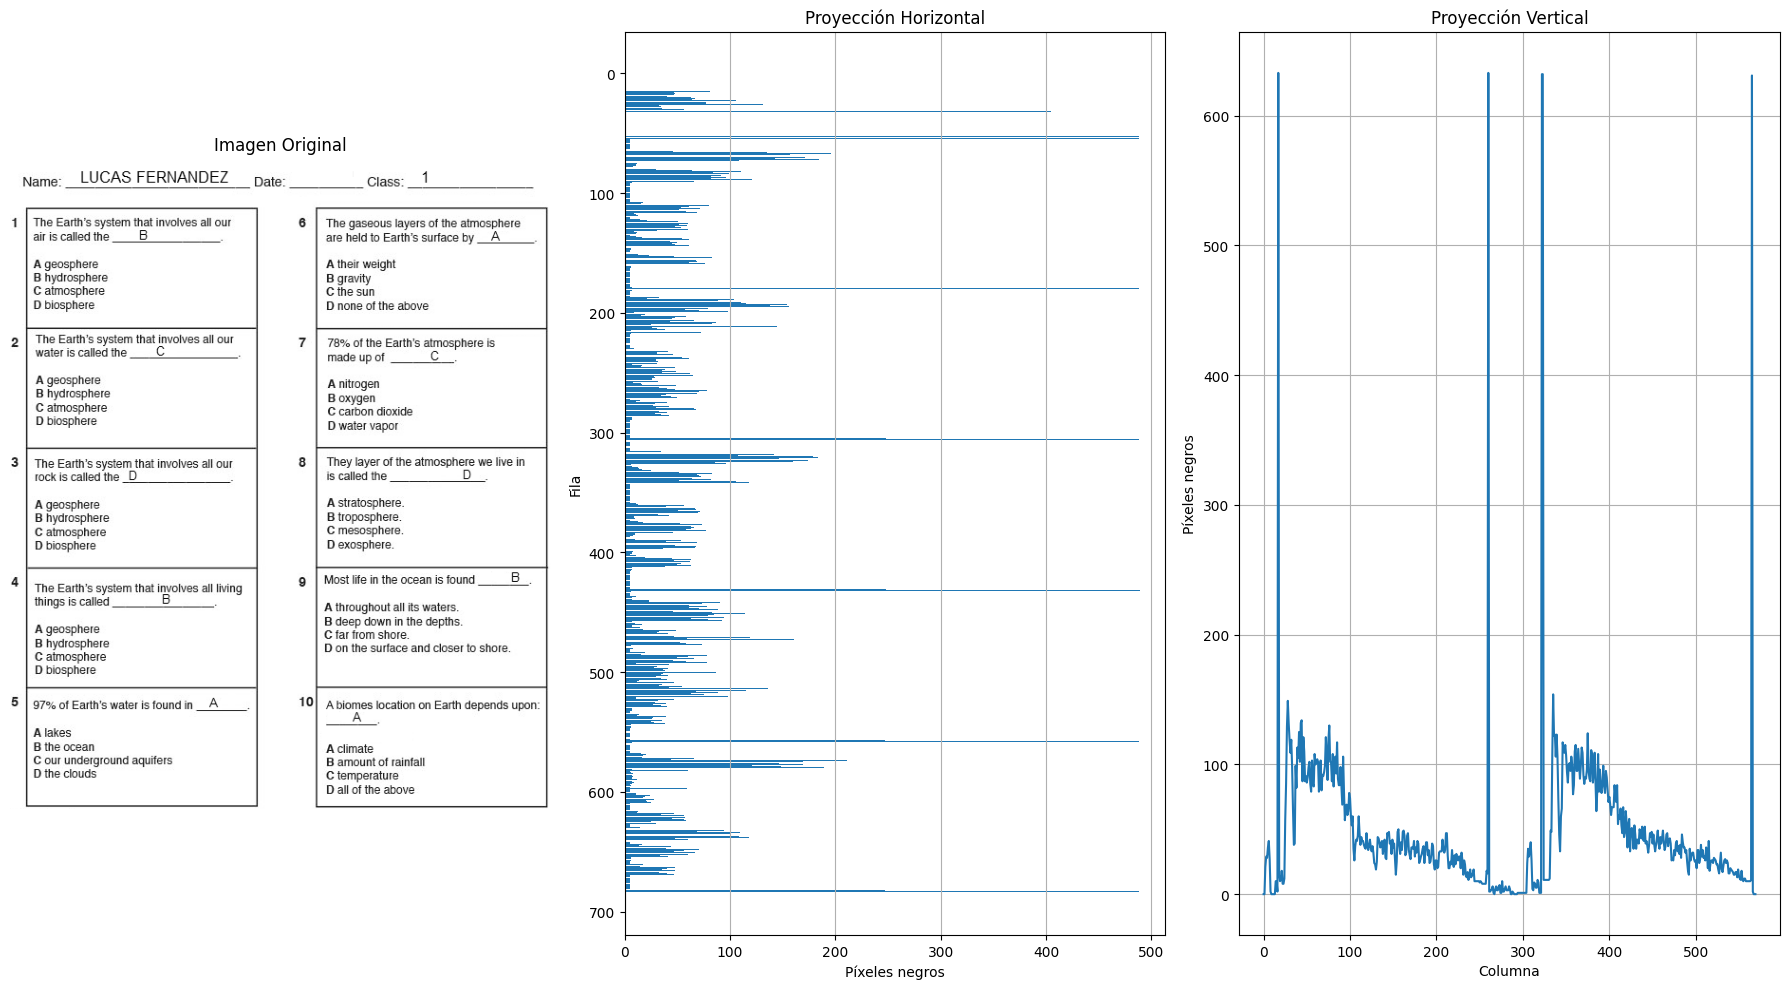 Imagen Original
Name: LUCAS FERNANDEZ Date: Class: 1
1 The Earth's system that involves all our
air is called the B.
A geosphere
B hydrosphere
C atmosphere
D biosphere
2 The Earth's system that involves all our
water is called the C.
A geosphere
B hydrosphere
C atmosphere
D biosphere
3 The Earth's system that involves all our
rock is called the D.
A geosphere
B hydrosphere
C atmosphere
D biosphere
4 The Earth's system that involves all living
things is called B.
A geosphere
B hydrosphere
C atmosphere
D biosphere
5 97% of Earth's water is found in A.
A lakes
B the ocean
C our underground aquifers
D the clouds
6 The gaseous layers of the atmosphere
are held to Earth's surface by A.
A their weight
B gravity
C the sun
D none of the above
7 78% of the Earth's atmosphere is
made up of C.
A nitrogen
B oxygen
C carbon dioxide
D water vapor
8 They layer of the atmosphere we live in
is called the D.
A stratosphere.
B troposphere.
C mesosphere.
D exosphere.
9 Most life in the ocean is found B.
A throughout all its waters.
B deep down in the depths.
C far from shore.
D on the surface and closer to shore.
10 A biomes location on Earth depends upon:
A.
A climate
B amount of rainfall
C temperature
D all of the above
Proyección Horizontal
Fila
0
100
200
300
400
500
600
700
0 100 200 300 400 500
Píxeles negros
Proyección Vertical
Píxeles negros
600
500
400
300
200
100
0
0 100 200 300 400 500
Columna